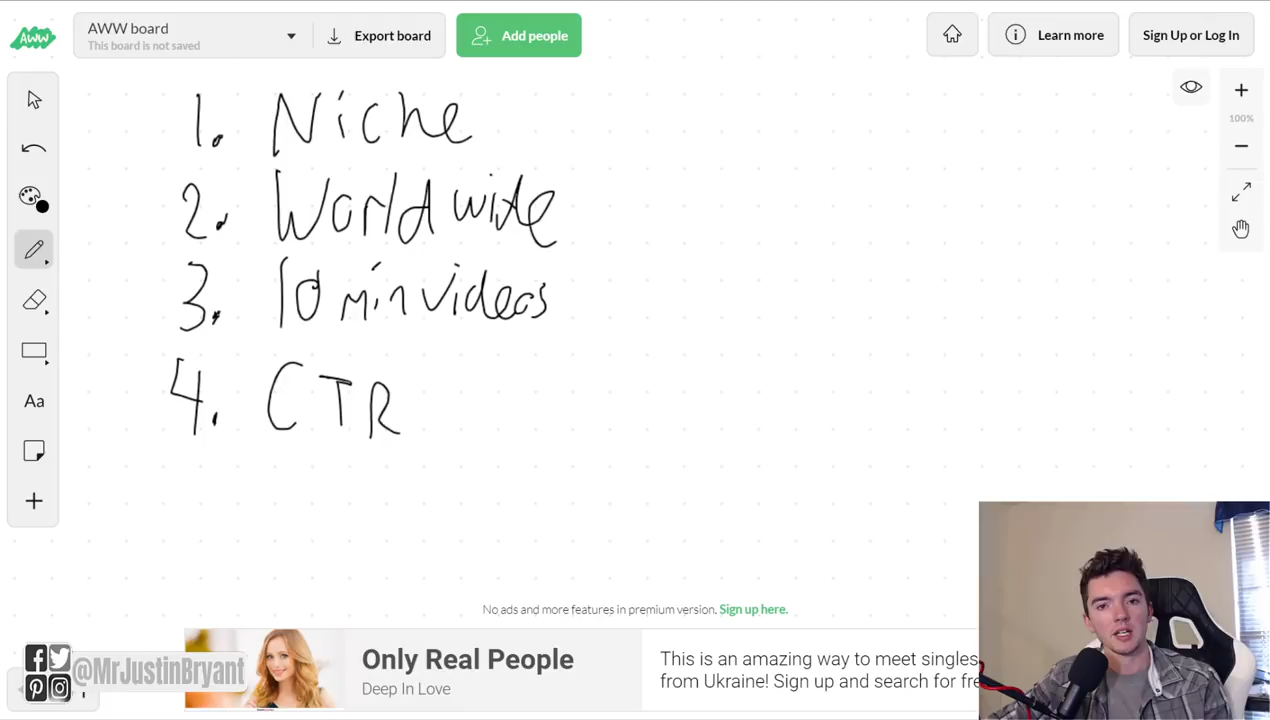 AWW
AWW board
This board is not saved
Export board
Add people
Learn more
Sign Up or Log In
100%
Aa
1. Niche
2. Worldwide
3. 10 min videos
4. CTR
No ads and more features in premium version. Sign up here.
@MrJustinBryant
Only Real People
Deep In Love
This is an amazing way to meet singles
from Ukraine! Sign up and search for fre